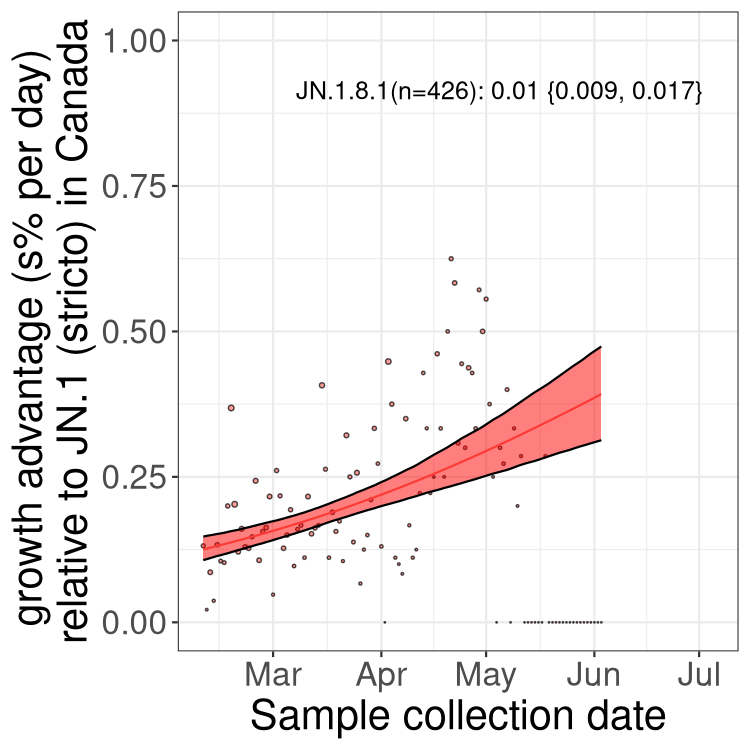 growth advantage (s% per day)
relative to JN.1 (stricto) in Canada
1.00
0.75
0.50
0.25
0.00
JN.1.8.1(n=426): 0.01 {0.009, 0.017}
Mar
Apr
May
Jun
Jul
Sample collection date